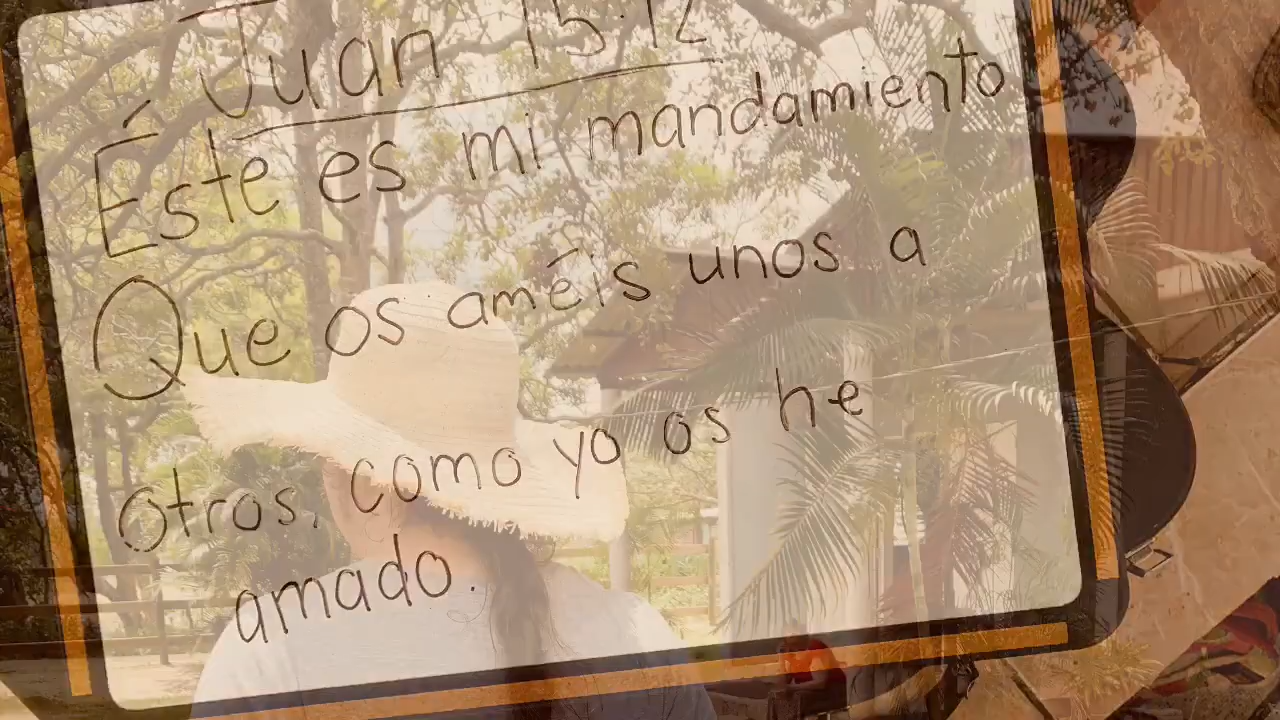 Juan 15:12
Éste es mi mandamiento
Que os améis unos a
otros, como yo os he
amado.